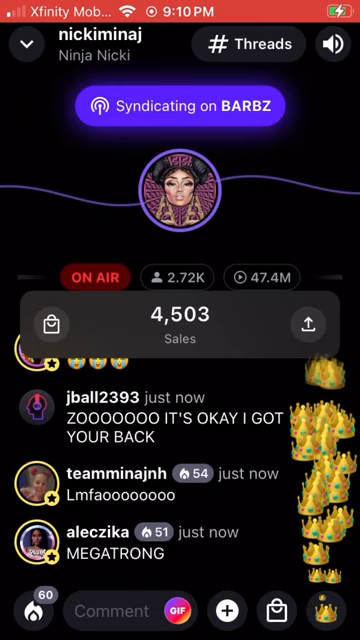 Xfinity Mob... 9:10 PM
nickiminaj
Ninja Nicki
# Threads
Syndicating on BARBZ
ON AIR 2.72K 47.4M
4,503
Sales
jball2393 just now
ZOOOOOOO IT'S OKAY I GOT
YOUR BACK
teamminajnh 54 just now
Lmfaoooooooo
aleczika 51 just now
MEGATRONG
60
Comment GIF